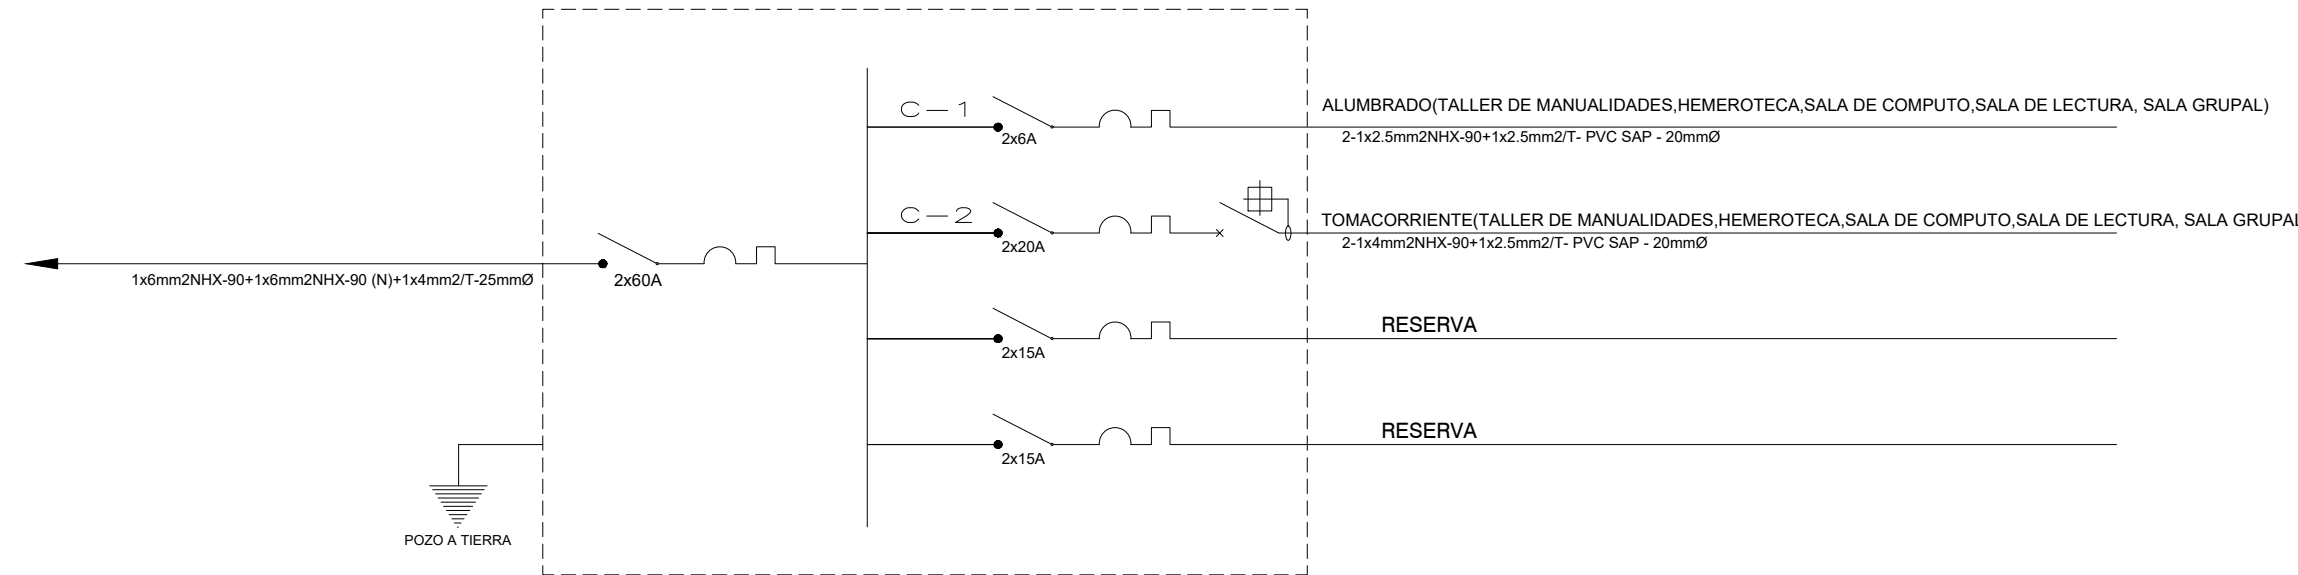 C-1
ALUMBRADO(TALLER DE MANUALIDADES,HEMEROTECA,SALA DE COMPUTO,SALA DE LECTURA, SALA GRUPAL)
2x6A
2-1x2.5mm2NHX-90+1x2.5mm2/T- PVC SAP - 20mmØ
C-2
TOMACORRIENTE(TALLER DE MANUALIDADES,HEMEROTECA,SALA DE COMPUTO,SALA DE LECTURA, SALA GRUPAL
2x20A
2-1x4mm2NHX-90+1x2.5mm2/T- PVC SAP - 20mmØ
1x6mm2NHX-90+1x6mm2NHX-90 (N)+1x4mm2/T-25mmØ
2x60A
RESERVA
2x15A
RESERVA
2x15A
POZO A TIERRA